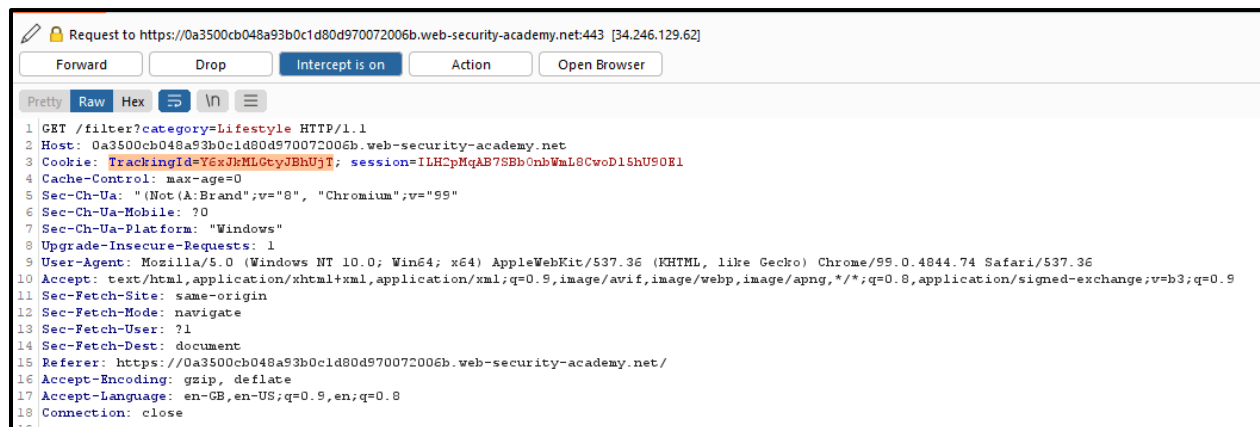 Request to https://0a3500cb048a93b0c1d80d970072006b.web-security-academy.net:443 [34.246.129.62]
Forward Drop Intercept is on Action Open Browser
Pretty Raw Hex \n
1 GET /filter?category=Lifestyle HTTP/1.1
2 Host: 0a3500cb048a93b0c1d80d970072006b.web-security-academy.net
3 Cookie: TrackingId=Y6xJkMLGtyJBhUjT; session=ILH2pMqAB7SBbOnbWmL8CwoD15hU90El
4 Cache-Control: max-age=0
5 Sec-Ch-Ua: "(Not(A:Brand";v="8", "Chromium";v="99"
6 Sec-Ch-Ua-Mobile: ?0
7 Sec-Ch-Ua-Platform: "Windows"
8 Upgrade-Insecure-Requests: 1
9 User-Agent: Mozilla/5.0 (Windows NT 10.0; Win64; x64) AppleWebKit/537.36 (KHTML, like Gecko) Chrome/99.0.4844.74 Safari/537.36
10 Accept: text/html,application/xhtml+xml,application/xml;q=0.9,image/avif,image/webp,image/apng,*/*;q=0.8,application/signed-exchange;v=b3;q=0.9
11 Sec-Fetch-Site: same-origin
12 Sec-Fetch-Mode: navigate
13 Sec-Fetch-User: ?1
14 Sec-Fetch-Dest: document
15 Referer: https://0a3500cb048a93b0c1d80d970072006b.web-security-academy.net/
16 Accept-Encoding: gzip, deflate
17 Accept-Language: en-GB,en-US;q=0.9,en;q=0.8
18 Connection: close